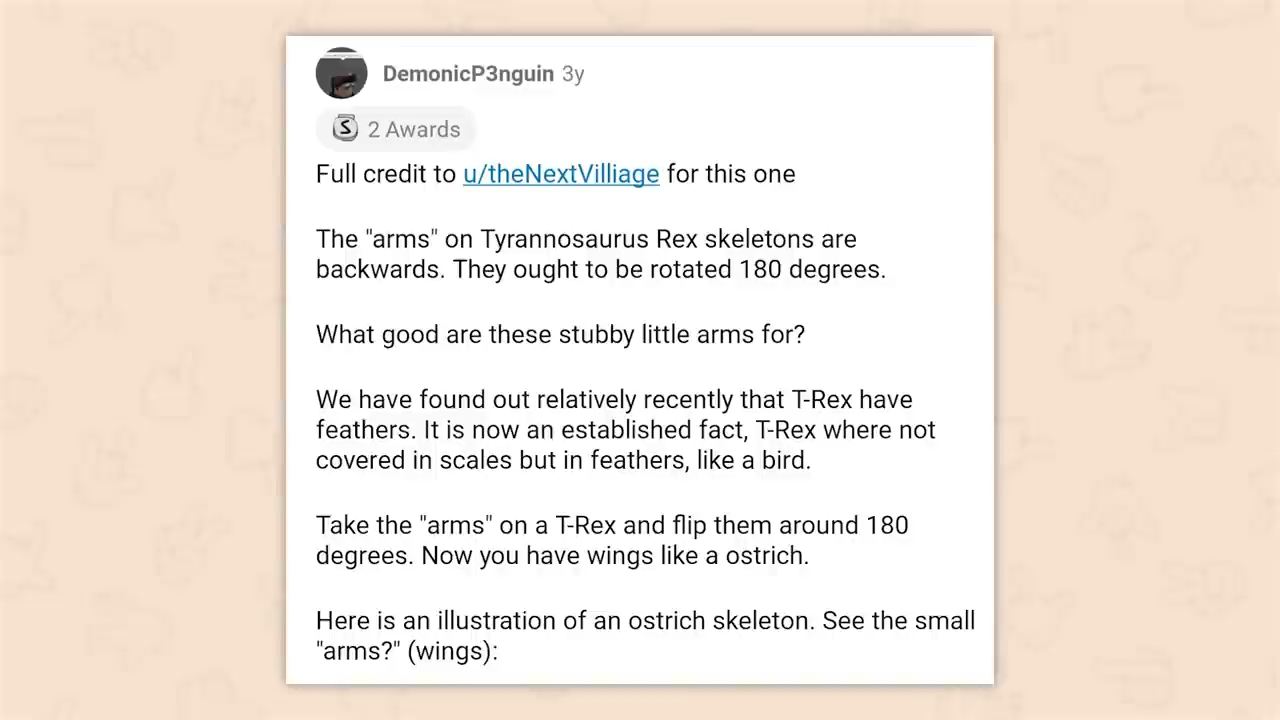 DemonicP3nguin 3y
2 Awards
Full credit to u/theNextVilliage for this one
The "arms" on Tyrannosaurus Rex skeletons are
backwards. They ought to be rotated 180 degrees.
What good are these stubby little arms for?
We have found out relatively recently that T-Rex have
feathers. It is now an established fact, T-Rex where not
covered in scales but in feathers, like a bird.
Take the "arms" on a T-Rex and flip them around 180
degrees. Now you have wings like a ostrich.
Here is an illustration of an ostrich skeleton. See the small
"arms?" (wings):